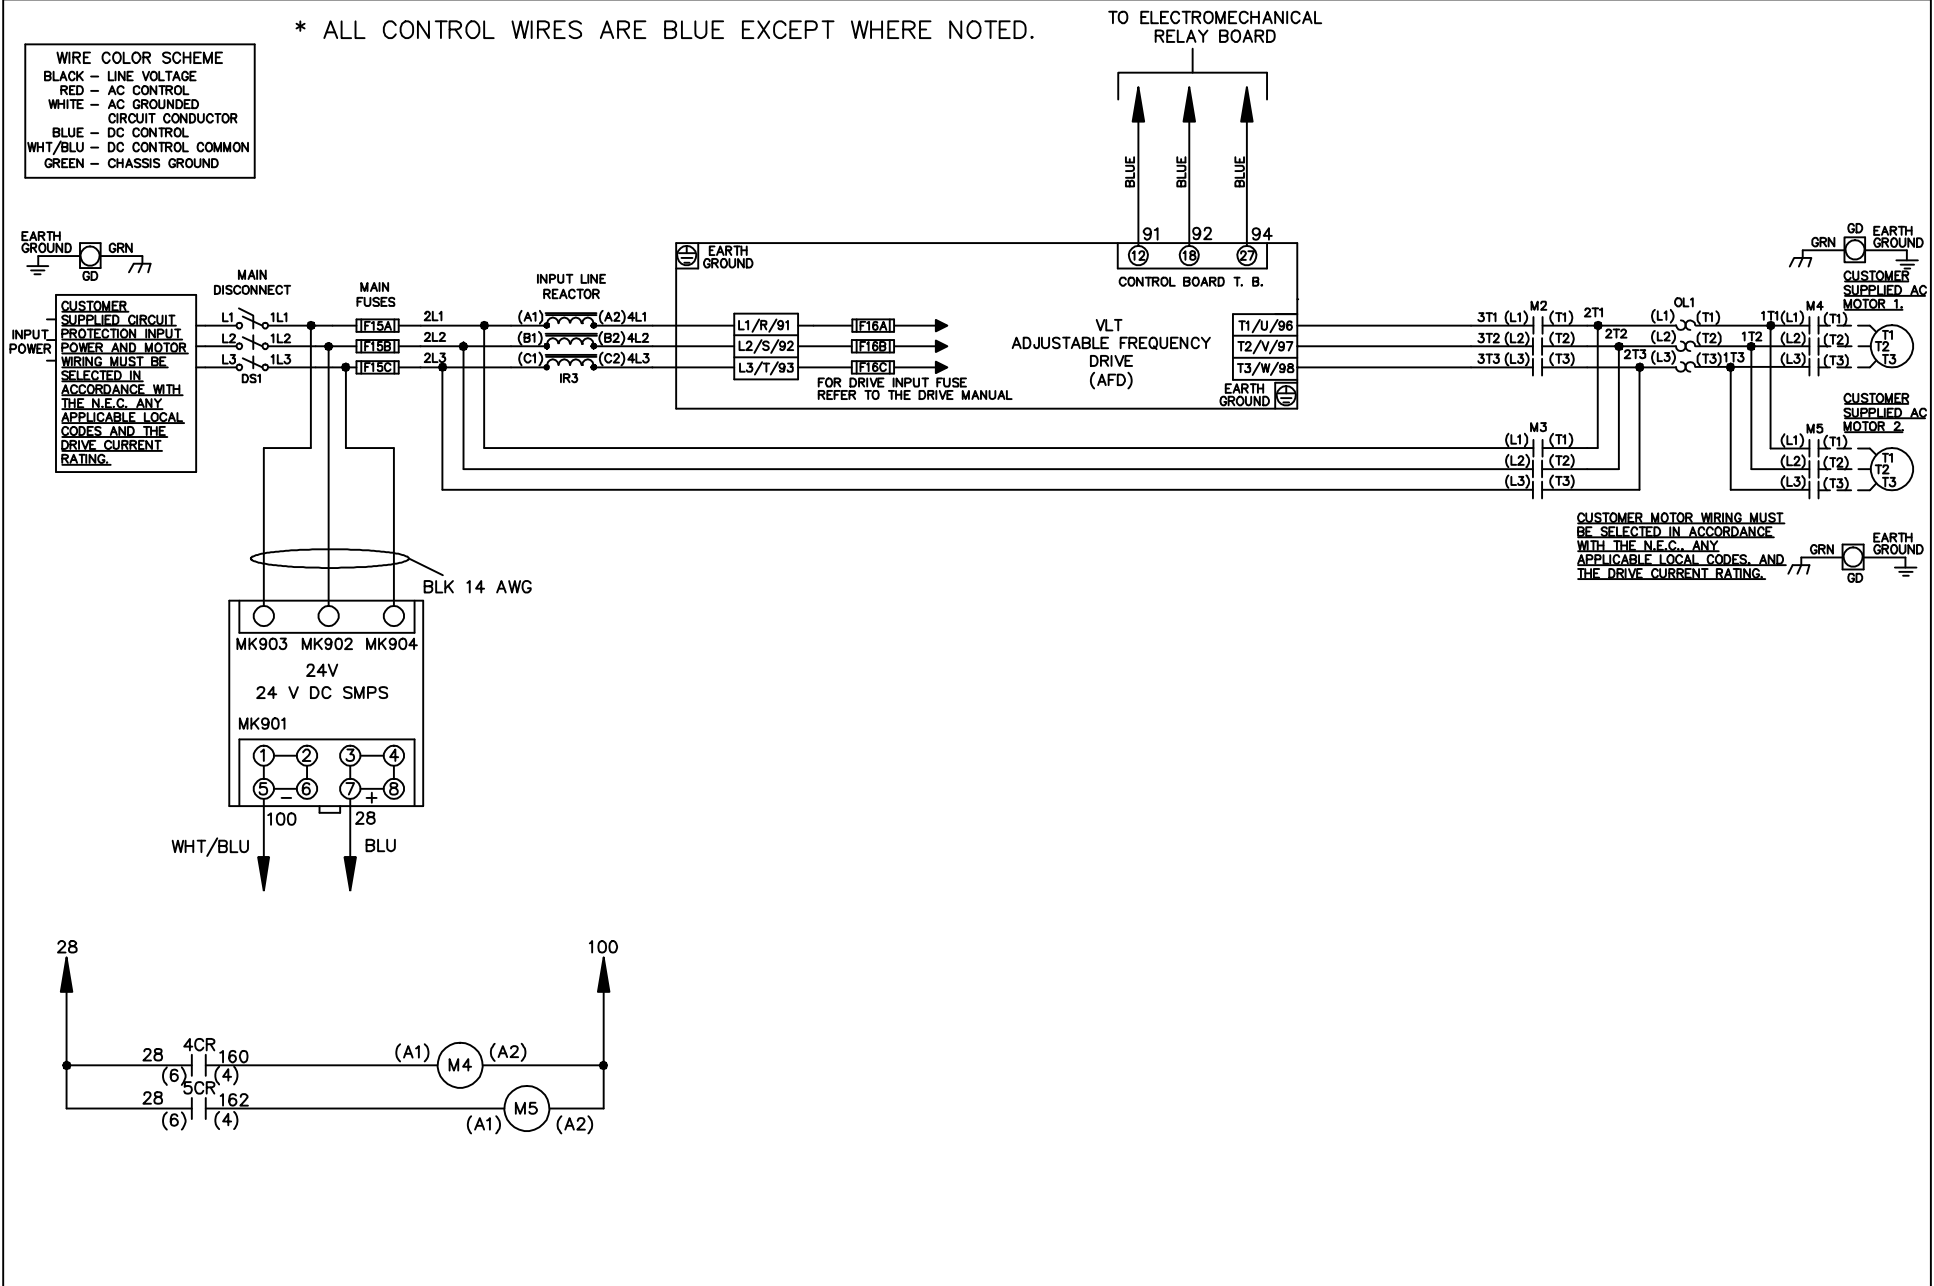 * ALL CONTROL WIRES ARE BLUE EXCEPT WHERE NOTED.
TO ELECTROMECHANICAL
RELAY BOARD
WIRE COLOR SCHEME
BLACK – LINE VOLTAGE
RED – AC CONTROL
WHITE – AC GROUNDED
CIRCUIT CONDUCTOR
BLUE – DC CONTROL
WHT/BLU – DC CONTROL COMMON
GREEN – CHASSIS GROUND
BLUE
BLUE
BLUE
91
92
94
12
18
27
CONTROL BOARD T. B.
EARTH
GROUND
GRN
GD
INPUT
POWER
CUSTOMER
SUPPLIED CIRCUIT
PROTECTION INPUT
POWER AND MOTOR
WIRING MUST BE
SELECTED IN
ACCORDANCE WITH
THE N.E.C. ANY
APPLICABLE LOCAL
CODES AND THE
DRIVE CURRENT
RATING.
MAIN
DISCONNECT
L1 1L1
L2 1L2
L3 1L3
DS1
MAIN
FUSES
F15A
F15B
F15C
2L1
2L2
2L3
INPUT LINE
REACTOR
(A1) (A2) 4L1
(B1) (B2) 4L2
(C1) (C2) 4L3
IR3
EARTH
GROUND
L1/R/91
L2/S/92
L3/T/93
F16A
F16B
F16C
FOR DRIVE INPUT FUSE
REFER TO THE DRIVE MANUAL
VLT
ADJUSTABLE FREQUENCY
DRIVE
(AFD)
T1/U/96
T2/V/97
T3/W/98
EARTH
GROUND
M2
3T1 (L1) (T1) 2T1
3T2 (L2) (T2) 2T2
3T3 (L3) (T3) 2T3
OL1
(L1) (T1) 1T1
(L2) (T2) 1T2
(L3) (T3) 1T3
M4
(L1) (T1)
(L2) (T2)
(L3) (T3)
GRN
GD
EARTH
GROUND
CUSTOMER
SUPPLIED AC
MOTOR 1.
T1
T2
T3
M3
(L1) (T1)
(L2) (T2)
(L3) (T3)
M5
(L1) (T1)
(L2) (T2)
(L3) (T3)
CUSTOMER
SUPPLIED AC
MOTOR 2.
T1
T2
T3
CUSTOMER MOTOR WIRING MUST
BE SELECTED IN ACCORDANCE
WITH THE N.E.C., ANY
APPLICABLE LOCAL CODES, AND
THE DRIVE CURRENT RATING.
GRN
GD
EARTH
GROUND
BLK 14 AWG
MK903 MK902 MK904
24V
24 V DC SMPS
MK901
1 2 3 4
5 – 6 7 + 8
100
28
WHT/BLU
BLU
28
100
28 4CR 160
(6) (4)
(A1) M4 (A2)
28 5CR 162
(6) (4)
(A1) M5 (A2)